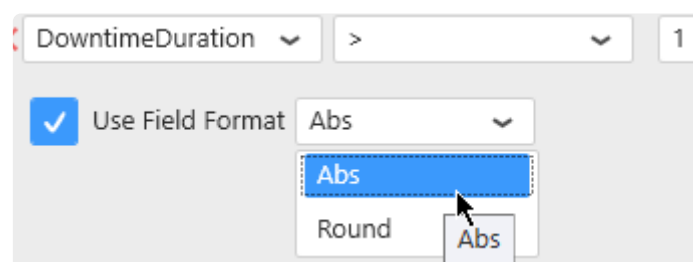 DowntimeDuration > 1
Use Field Format Abs
Abs
Round
Abs